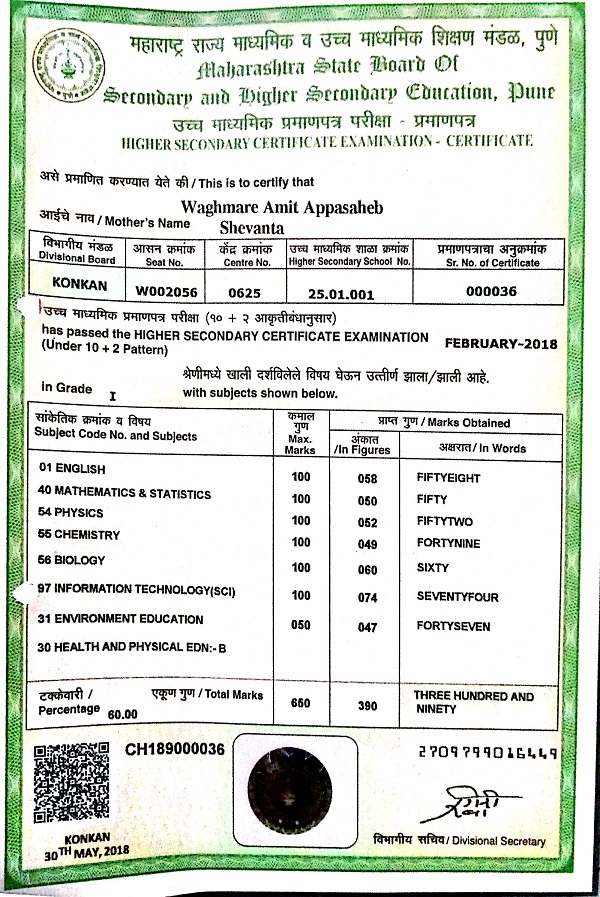 महाराष्ट्र राज्य माध्यमिक व उच्च माध्यमिक शिक्षण मंडळ, पुणे
Maharashtra State Board Of
Secondary and Higher Secondary Education, Pune
उच्च माध्यमिक प्रमाणपत्र परीक्षा - प्रमाणपत्र
HIGHER SECONDARY CERTIFICATE EXAMINATION - CERTIFICATE
असे प्रमाणित करण्यात येते की / This is to certify that
Waghmare Amit Appasaheb
आईचे नाव / Mother's Name Shevanta
विभागीय मंडळ आसन क्रमांक केंद्र क्रमांक उच्च माध्यमिक शाळा क्रमांक प्रमाणपत्राचा अनुक्रमांक
Divisional Board Seat No. Centre No. Higher Secondary School No. Sr. No. of Certificate
KONKAN W002056 0625 25.01.001 000036
उच्च माध्यमिक प्रमाणपत्र परीक्षा (१० + २ आकृतीबंधानुसार)
has passed the HIGHER SECONDARY CERTIFICATE EXAMINATION FEBRUARY-2018
(Under 10 + 2 Pattern)
श्रेणीमध्ये खाली दर्शविलेले विषय घेऊन उत्तीर्ण झाला/झाली आहे.
in Grade I with subjects shown below.
सांकेतिक क्रमांक व विषय कमाल गुण प्राप्त गुण / Marks Obtained
Subject Code No. and Subjects Max. Marks अंकात /In Figures अक्षरात/ In Words
01 ENGLISH 100 058 FIFTYEIGHT
40 MATHEMATICS & STATISTICS 100 050 FIFTY
54 PHYSICS 100 052 FIFTYTWO
55 CHEMISTRY 100 049 FORTYNINE
56 BIOLOGY 100 060 SIXTY
97 INFORMATION TECHNOLOGY(SCI) 100 074 SEVENTYFOUR
31 ENVIRONMENT EDUCATION 050 047 FORTYSEVEN
30 HEALTH AND PHYSICAL EDN:- B
टक्केवारी / Percentage 60.00 एकूण गुण / Total Marks 650 390 THREE HUNDRED AND
NINETY
CH189000036 2709799016449
KONKAN
30TH MAY, 2018
विभागीय सचिव/ Divisional Secretary